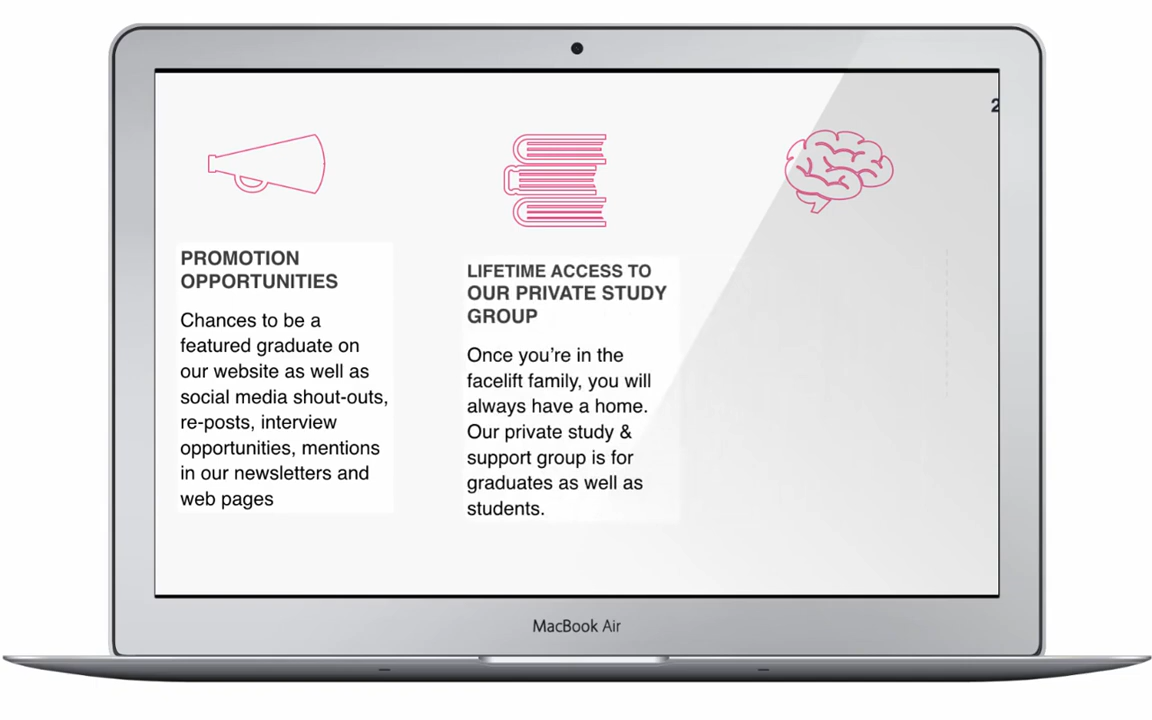 2
PROMOTION
OPPORTUNITIES
Chances to be a
featured graduate on
our website as well as
social media shout-outs,
re-posts, interview
opportunities, mentions
in our newsletters and
web pages
LIFETIME ACCESS TO
OUR PRIVATE STUDY
GROUP
Once you’re in the
facelift family, you will
always have a home.
Our private study &
support group is for
graduates as well as
students.
MacBook Air